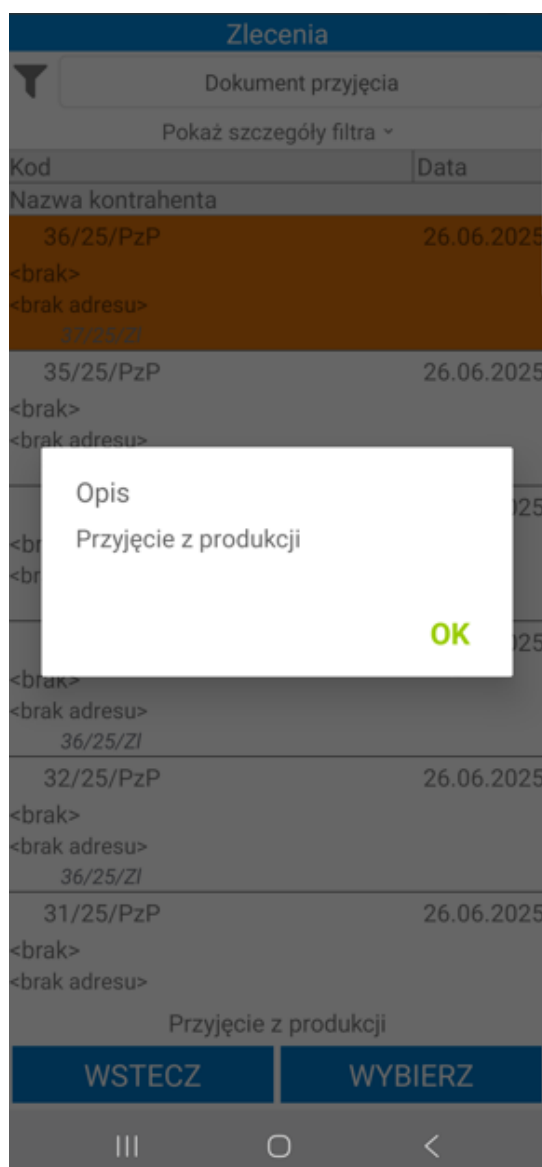 Zlecenia
Dokument przyjęcia
Pokaż szczegóły filtra
Kod Data
Nazwa kontrahenta
36/25/PzP 26.06.2025
<brak>
<brak adresu>
37/25/Zl
35/25/PzP 26.06.2025
<brak>
<brak adresu>
Opis
Przyjęcie z produkcji
OK
<brak>
<brak adresu>
36/25/Zl
32/25/PzP 26.06.2025
<brak>
<brak adresu>
36/25/Zl
31/25/PzP 26.06.2025
<brak>
<brak adresu>
Przyjęcie z produkcji
WSTECZ WYBIERZ